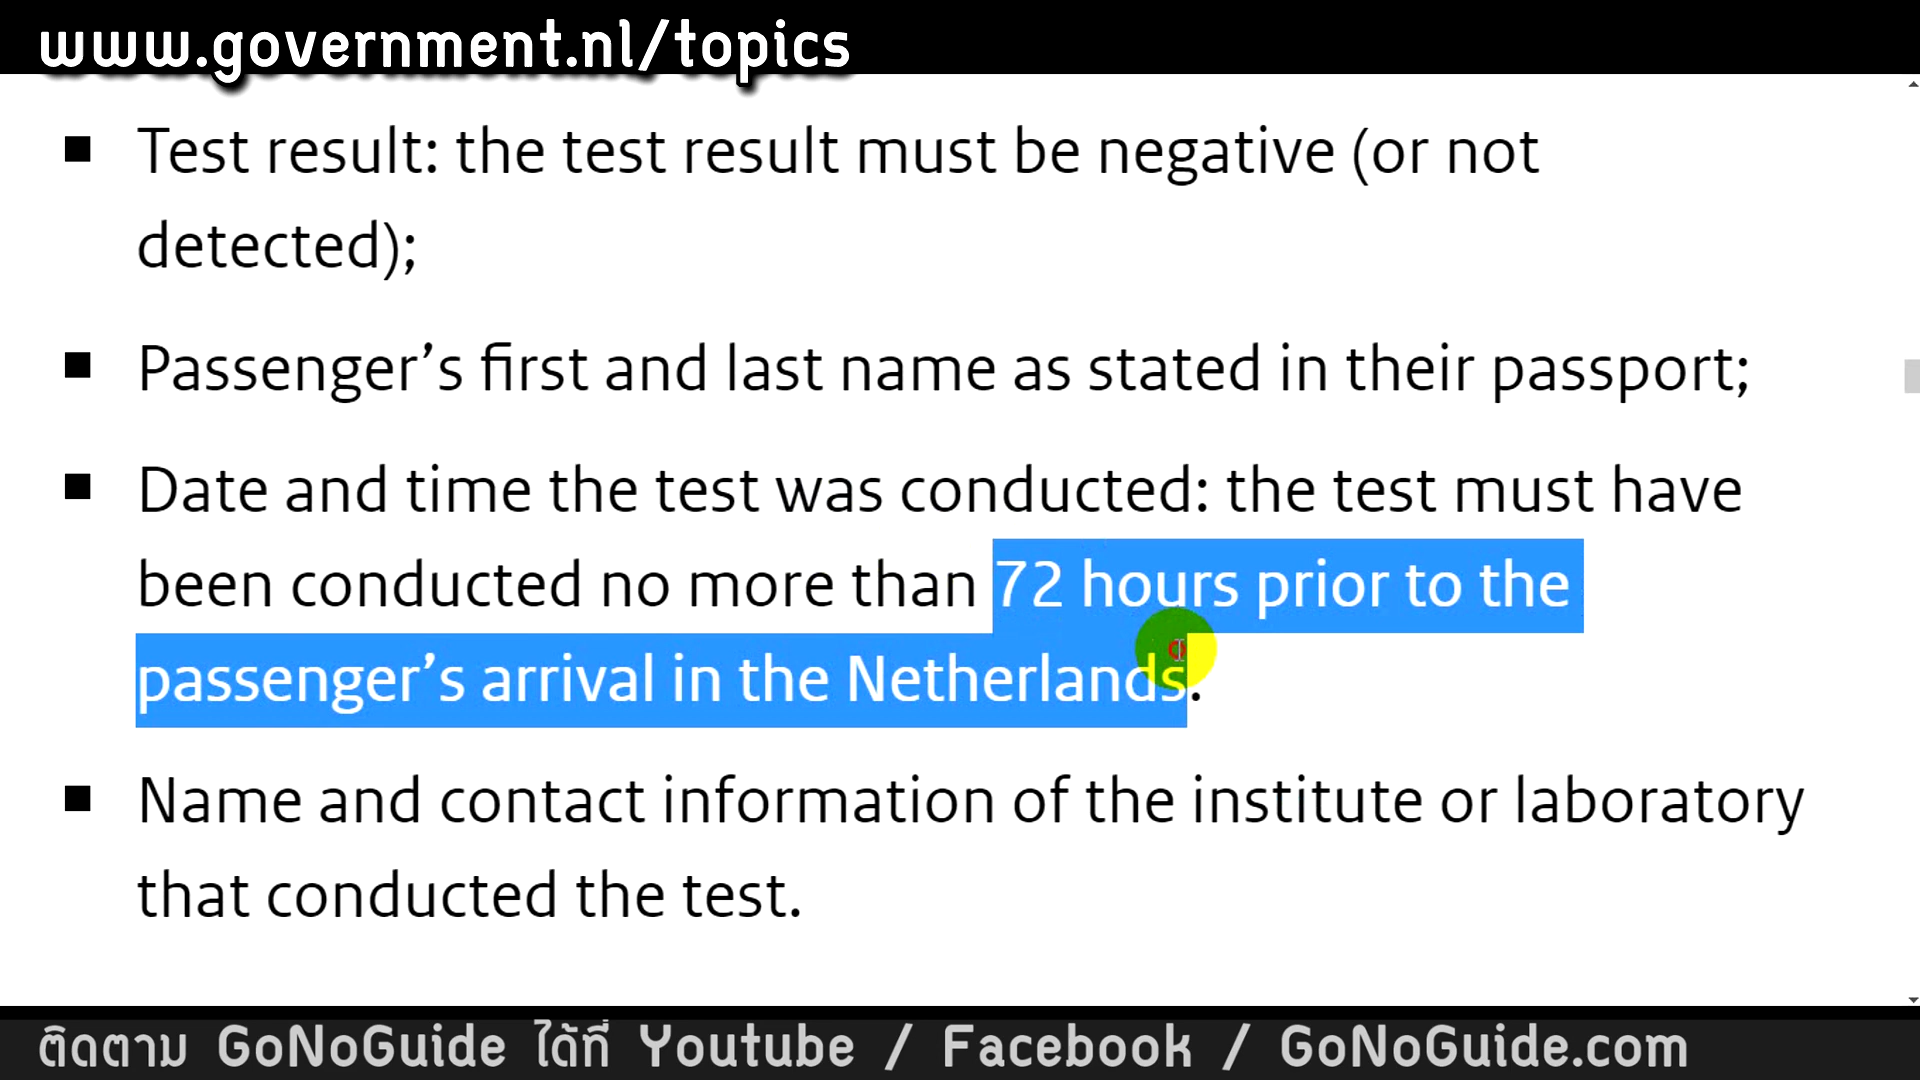 www.government.nl/topics
Test result: the test result must be negative (or not
detected);
Passenger’s first and last name as stated in their passport;
Date and time the test was conducted: the test must have
been conducted no more than 72 hours prior to the
passenger’s arrival in the Netherlands.
Name and contact information of the institute or laboratory
that conducted the test.
ติดตาม GoNoGuide ได้ที่ Youtube / Facebook / GoNoGuide.com